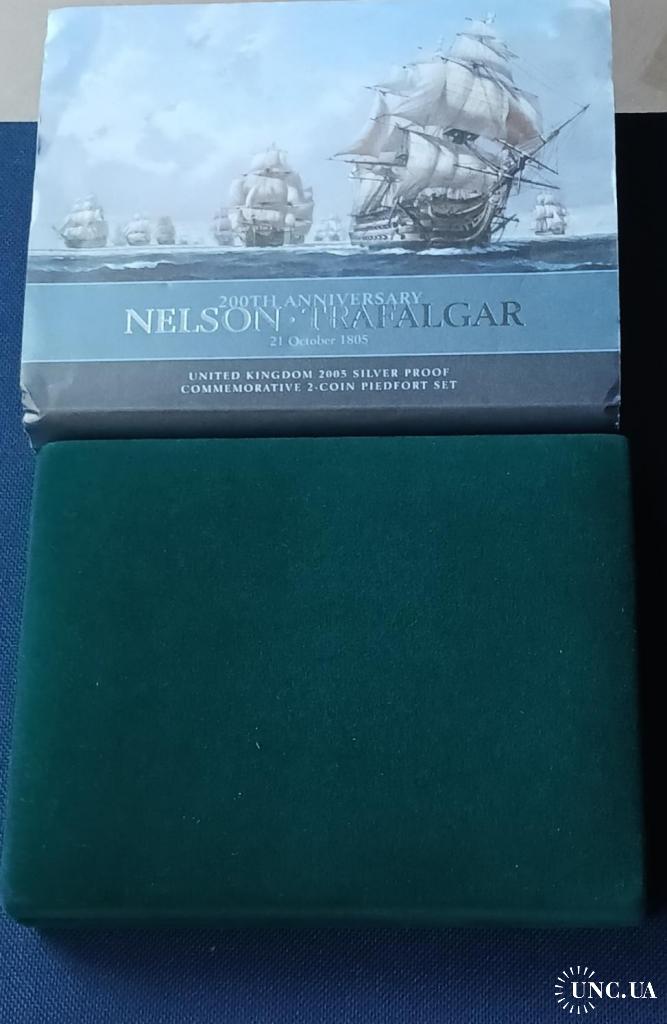 200TH ANNIVERSARY
NELSON · TRAFALGAR
21 October 1805
UNITED KINGDOM 2005 SILVER PROOF
COMMEMORATIVE 2-COIN PIEDFORT SET
UNC.UA